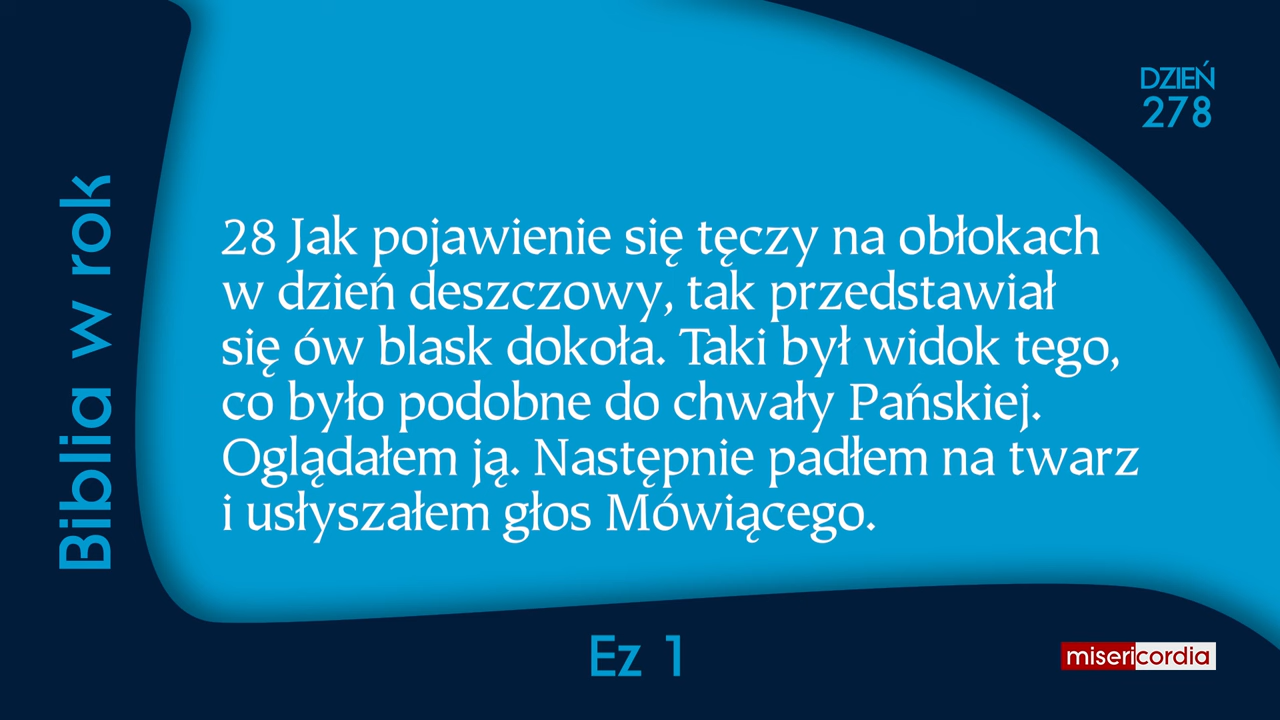 DZIEŃ
278
Biblia w rok
28 Jak pojawienie się tęczy na obłokach
w dzień deszczowy, tak przedstawiał
się ów blask dokoła. Taki był widok tego,
co było podobne do chwały Pańskiej.
Oglądałem ją. Następnie padłem na twarz
i usłyszałem głos Mówiącego.
Ez 1
misericordia